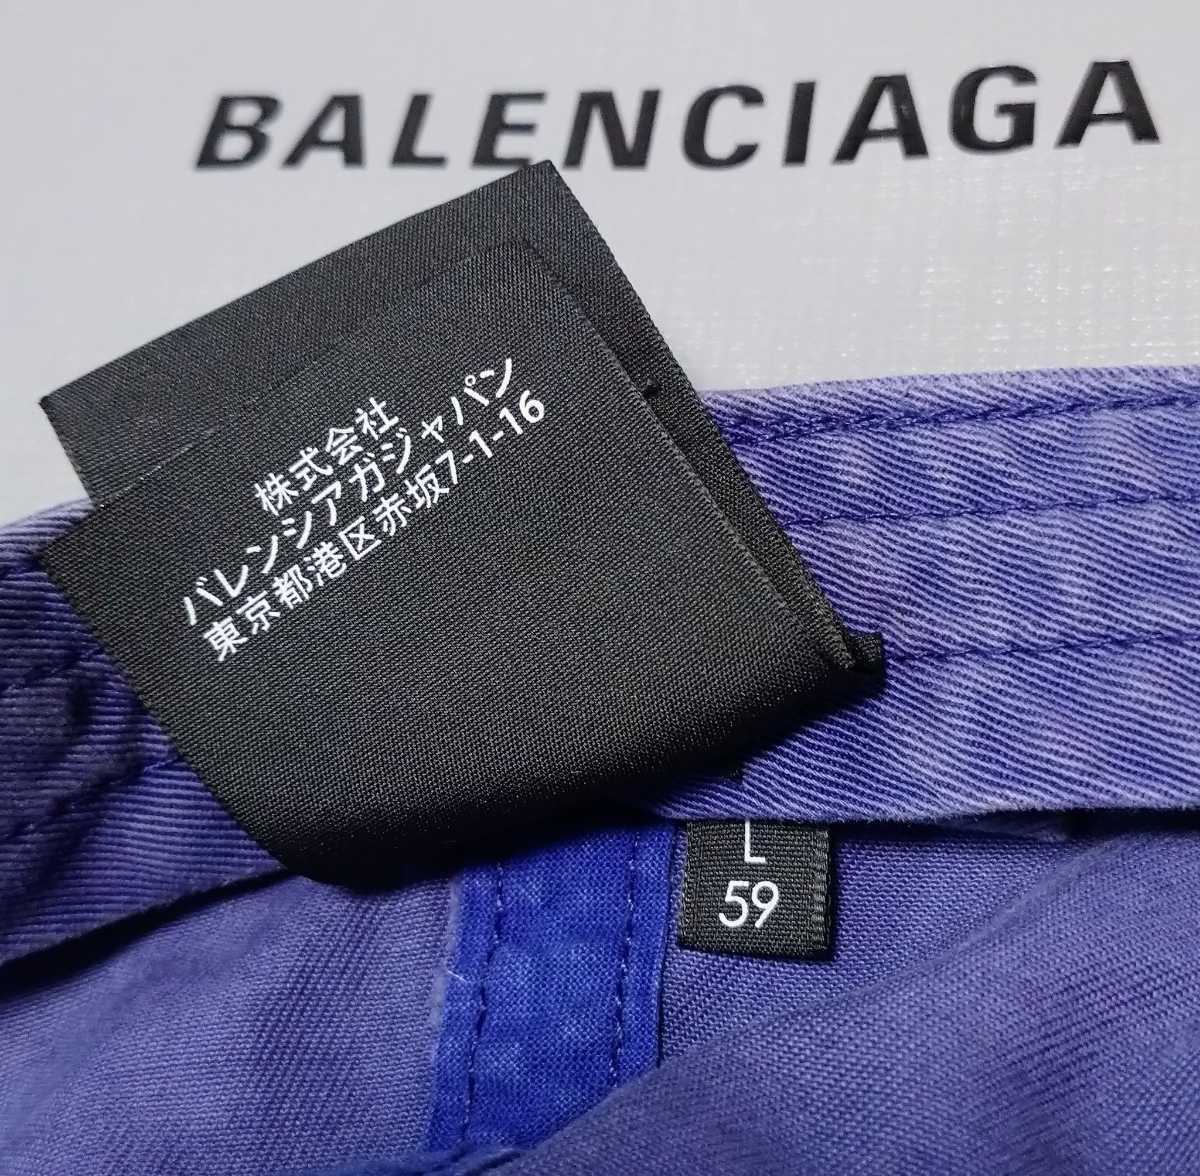 BALENCIAGA
株式会社
バレンシアガジャパン
東京都港区赤坂7-1-16
L
59